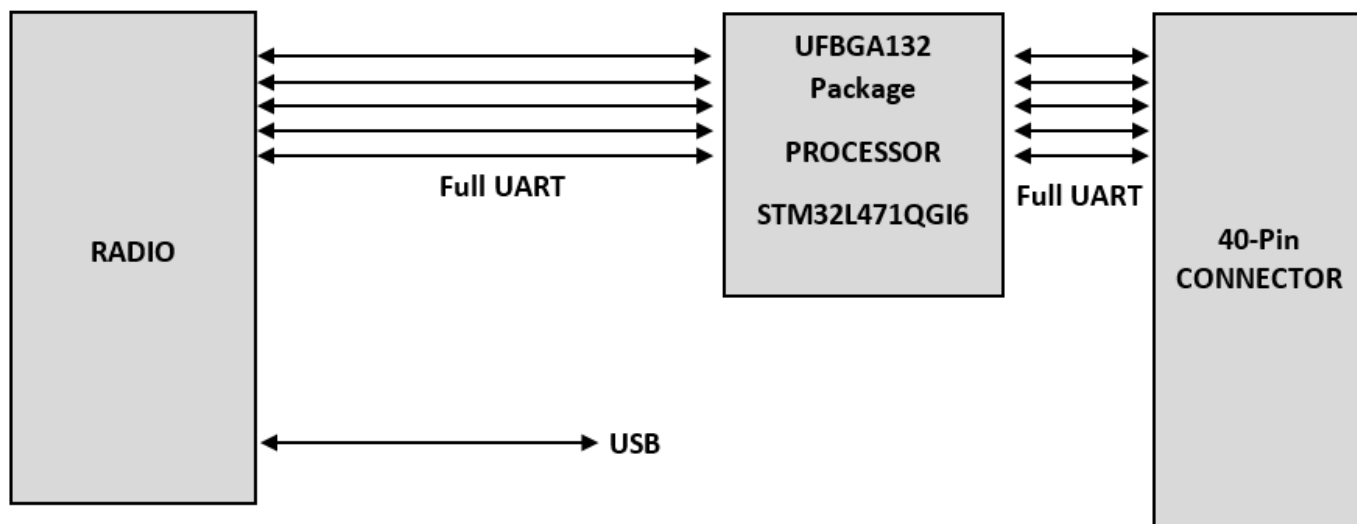 RADIO
Full UART
USB
UFBGA132
Package
PROCESSOR
STM32L471QGI6
Full UART
40-Pin
CONNECTOR